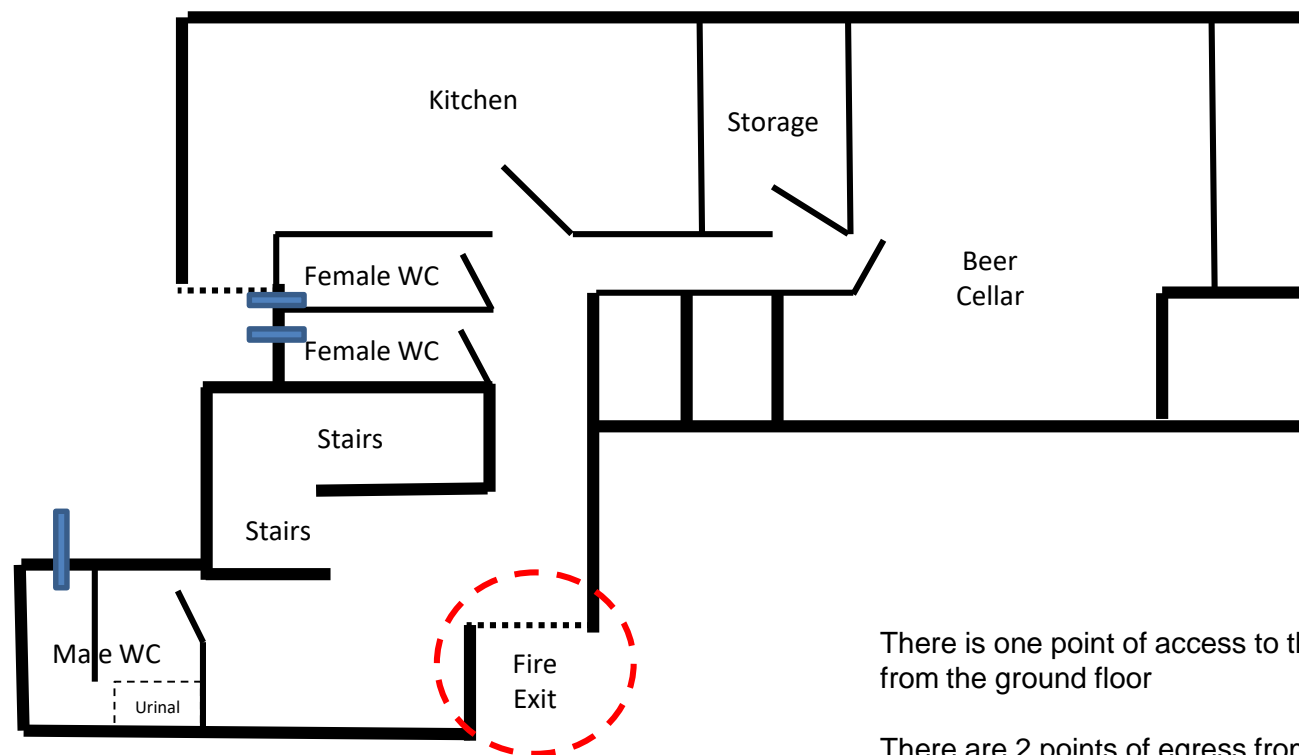 Kitchen
Storage
Beer
Cellar
Female WC
Female WC
Stairs
Stairs
Male WC
Urinal
Fire
Exit
There is one point of access to
from the ground floor
There are 2 points of egress